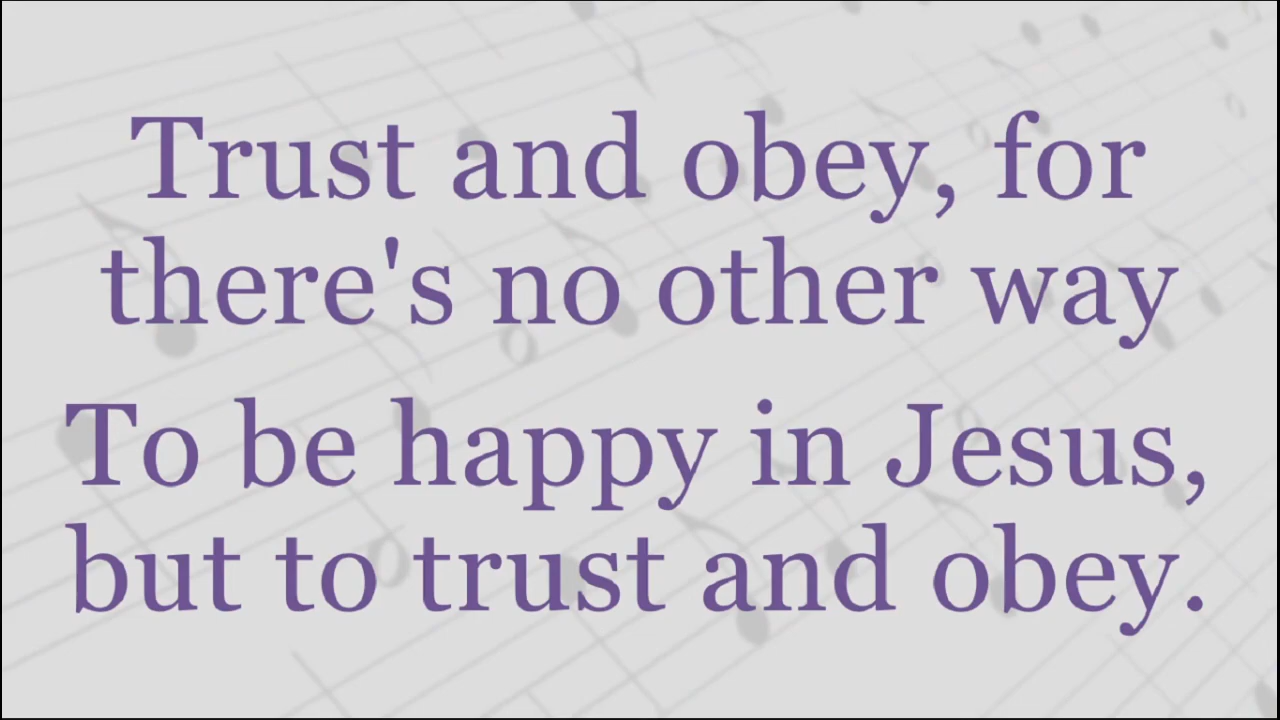 Trust and obey, for
there's no other way
To be happy in Jesus,
but to trust and obey.